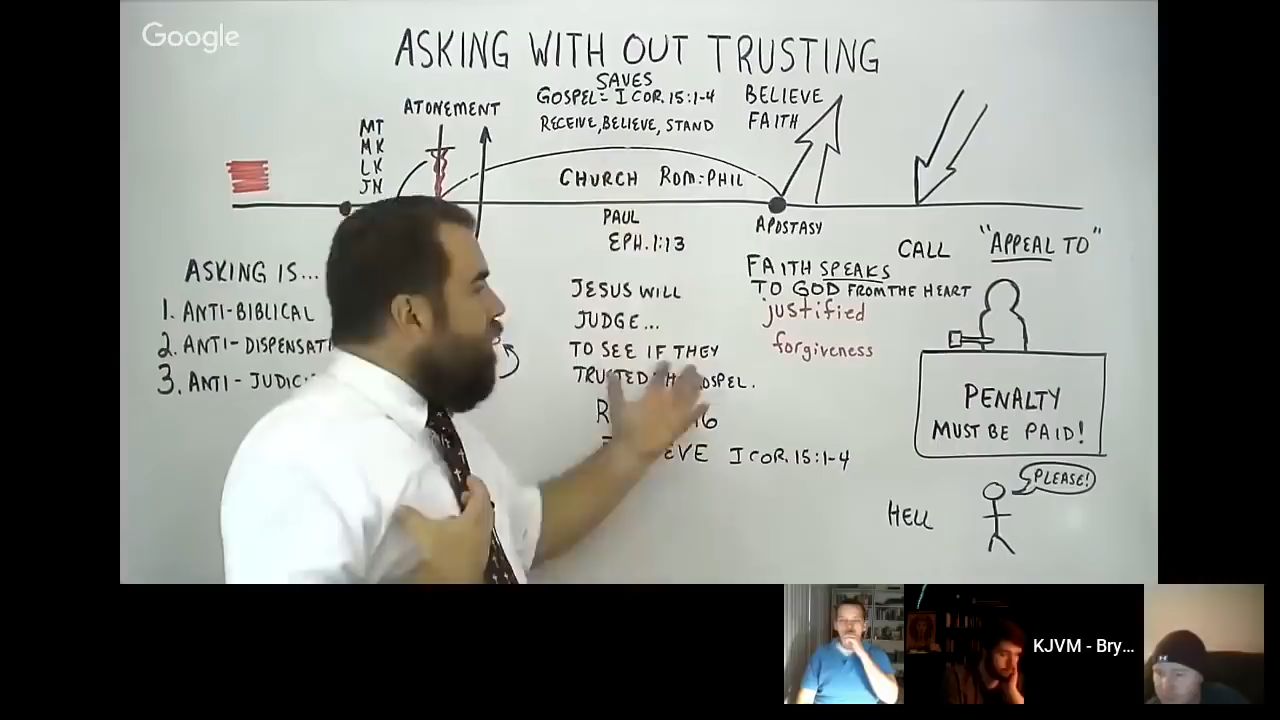 Google
ASKING WITH OUT TRUSTING
SAVES
GOSPEL = I COR. 15:1-4
RECEIVE, BELIEVE, STAND
ATONEMENT
MT
MK
LK
JN
BELIEVE
FAITH
CHURCH ROM:PHIL
PAUL
EPH. 1:13
APOSTASY
CALL "APPEAL TO"
ASKING IS...
1. ANTI-BIBLICAL
2. ANTI-DISPENSATI
3. ANTI-JUDIC
JESUS WILL
JUDGE...
TO SEE IF THEY
TRUSTED GOSPEL.
I COR. 15:1-4
FAITH SPEAKS
TO GOD FROM THE HEART
justified
forgiveness
PENALTY
MUST BE PAID!
PLEASE!
HELL
KJVM - Bry...